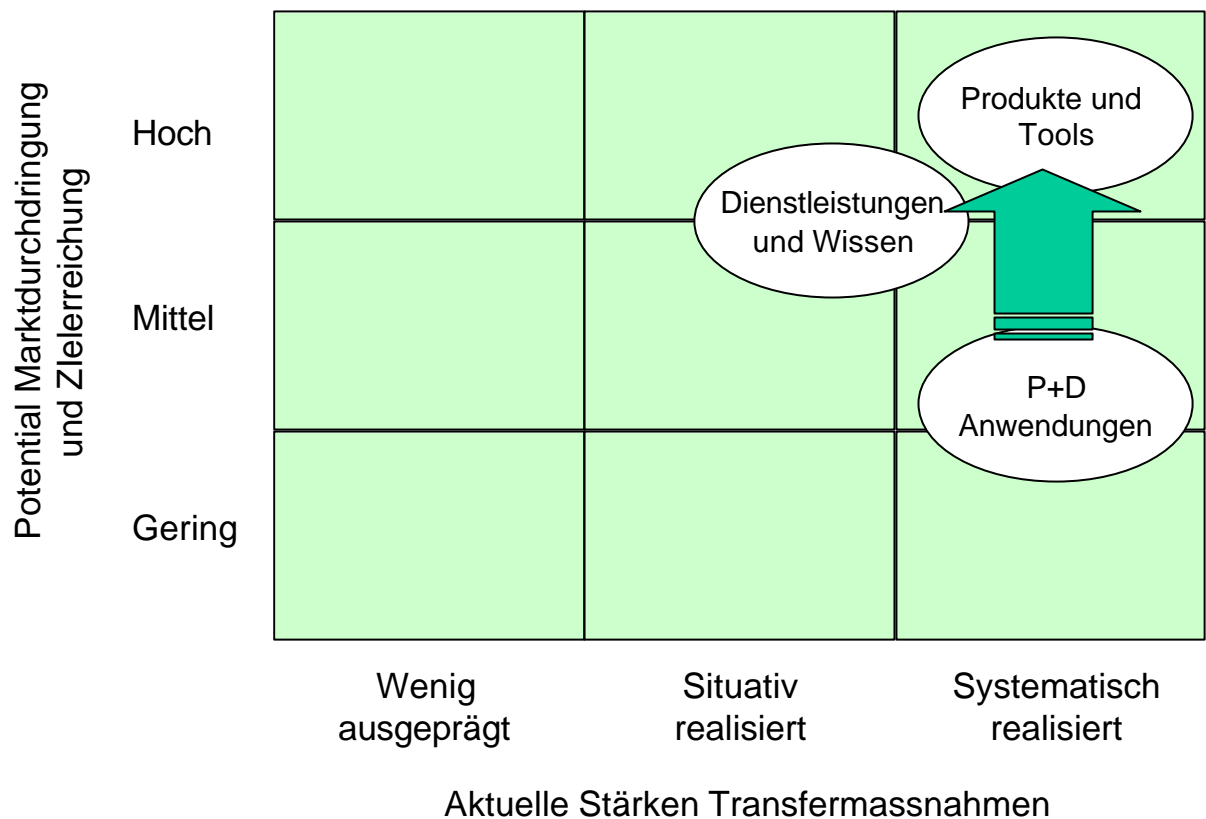 Potential Marktdurchdringung
und ZIelerreichung
Hoch
Mittel
Gering
Produkte und
Tools
Dienstleistungen
und Wissen
P+D
Anwendungen
Wenig
ausgeprägt
Situativ
realisiert
Systematisch
realisiert
Aktuelle Stärken Transfermassnahmen